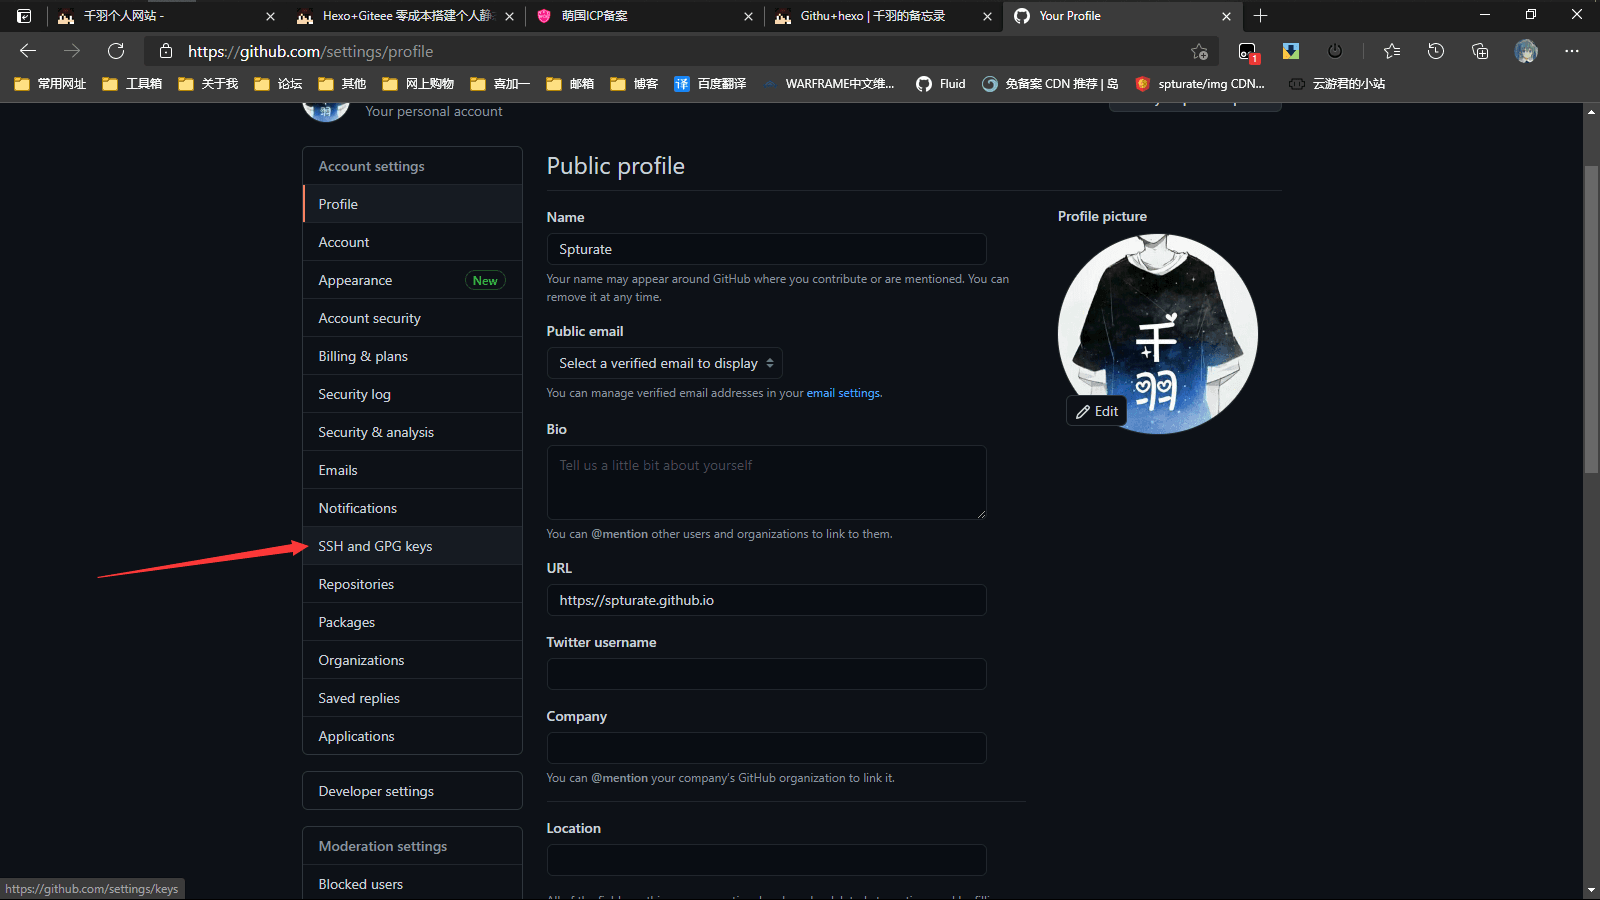 千羽个人网站 -
Hexo+Giteee 零成本搭建个人静
萌国ICP备案
Githu+hexo | 千羽的备忘录
Your Profile
https://github.com/settings/profile
1
常用网址
工具箱
关于我
论坛
其他
网上购物
喜加一
邮箱
博客
译 百度翻译
WARFRAME中文维...
Fluid
免备案 CDN 推荐 | 岛
spturate/img CDN...
云游君的小站
Your personal account
Account settings
Profile
Account
Appearance New
Account security
Billing & plans
Security log
Security & analysis
Emails
Notifications
SSH and GPG keys
Repositories
Packages
Organizations
Saved replies
Applications
Developer settings
Moderation settings
Blocked users
Public profile
Name
Spturate
Your name may appear around GitHub where you contribute or are mentioned. You can
remove it at any time.
Public email
Select a verified email to display
You can manage verified email addresses in your email settings.
Bio
Tell us a little bit about yourself
You can @mention other users and organizations to link to them.
URL
https://spturate.github.io
Twitter username
Company
You can @mention your company's GitHub organization to link it.
Location
Profile picture
千
羽
Edit
https://github.com/settings/keys